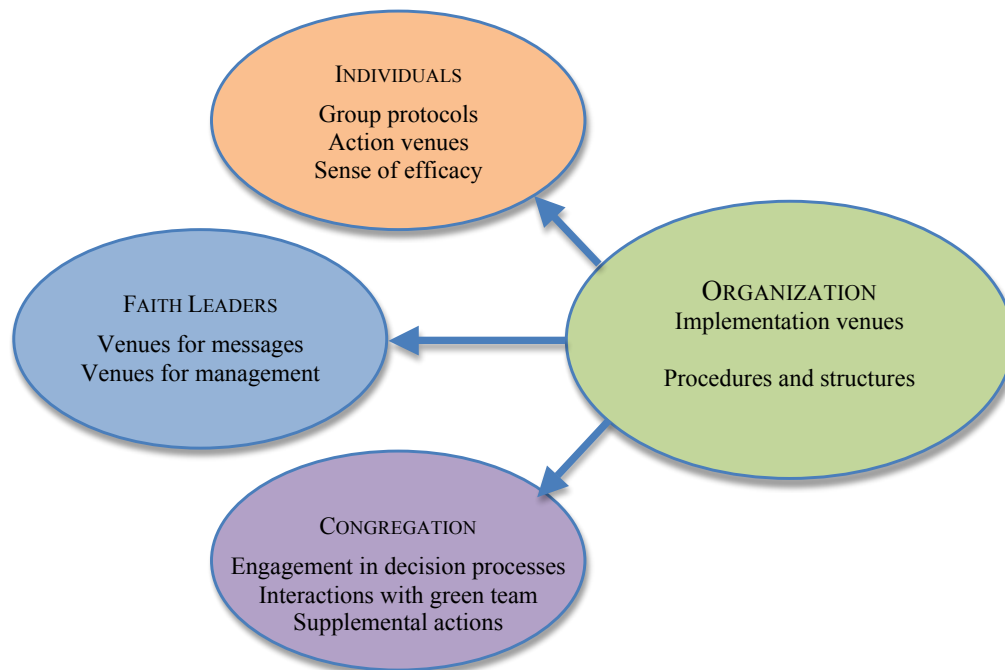 INDIVIDUALS
Group protocols
Action venues
Sense of efficacy
FAITH LEADERS
Venues for messages
Venues for management
ORGANIZATION
Implementation venues
Procedures and structures
CONGREGATION
Engagement in decision processes
Interactions with green team
Supplemental actions